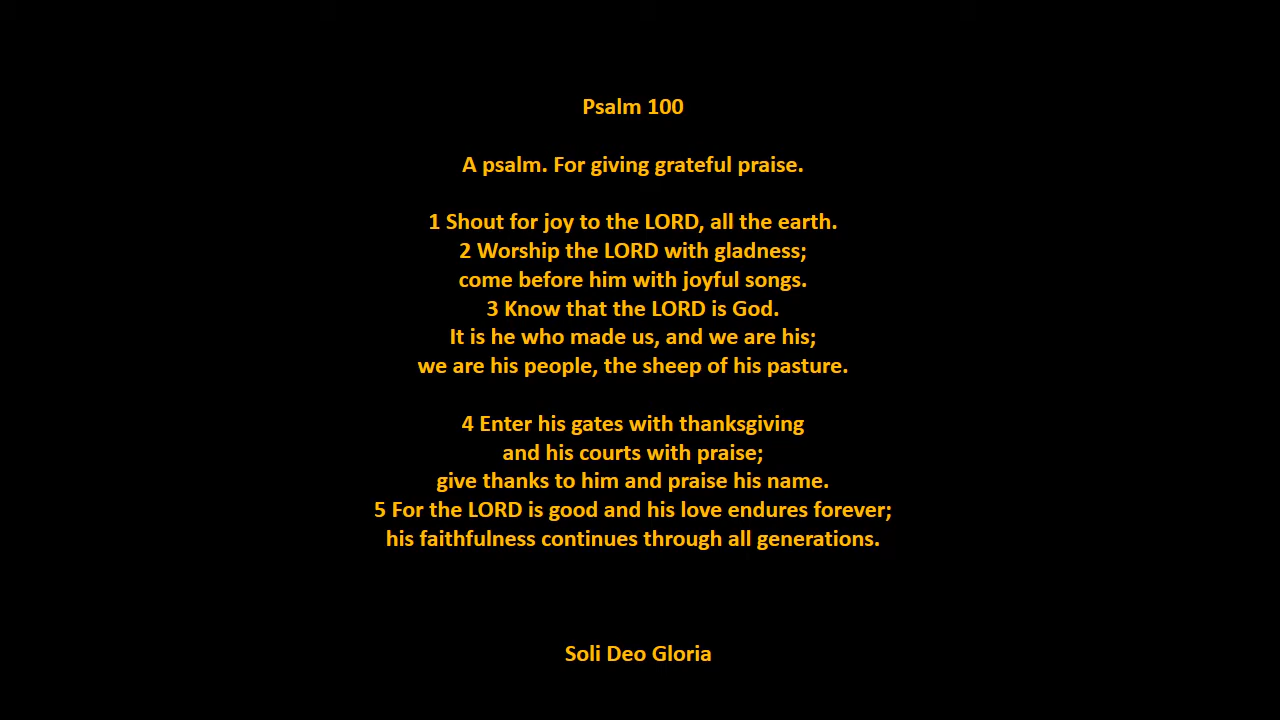 Psalm 100
A psalm. For giving grateful praise.
1 Shout for joy to the LORD, all the earth.
2 Worship the LORD with gladness;
come before him with joyful songs.
3 Know that the LORD is God.
It is he who made us, and we are his;
we are his people, the sheep of his pasture.
4 Enter his gates with thanksgiving
and his courts with praise;
give thanks to him and praise his name.
5 For the LORD is good and his love endures forever;
his faithfulness continues through all generations.
Soli Deo Gloria